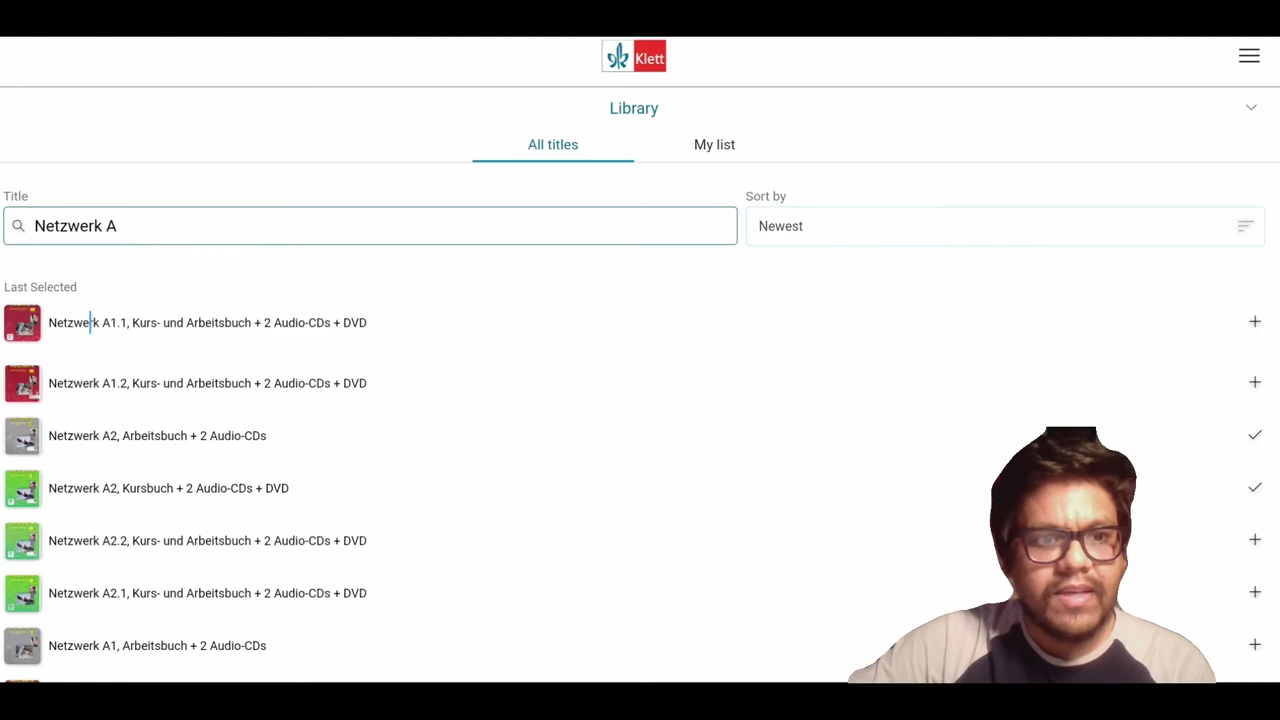 Klett
Library
All titles
My list
Title
Sort by
Netzwerk A
Newest
Last Selected
Netzwerk A1.1, Kurs- und Arbeitsbuch + 2 Audio-CDs + DVD
Netzwerk A1.2, Kurs- und Arbeitsbuch + 2 Audio-CDs + DVD
Netzwerk A2, Arbeitsbuch + 2 Audio-CDs
Netzwerk A2, Kursbuch + 2 Audio-CDs + DVD
Netzwerk A2.2, Kurs- und Arbeitsbuch + 2 Audio-CDs + DVD
Netzwerk A2.1, Kurs- und Arbeitsbuch + 2 Audio-CDs + DVD
Netzwerk A1, Arbeitsbuch + 2 Audio-CDs